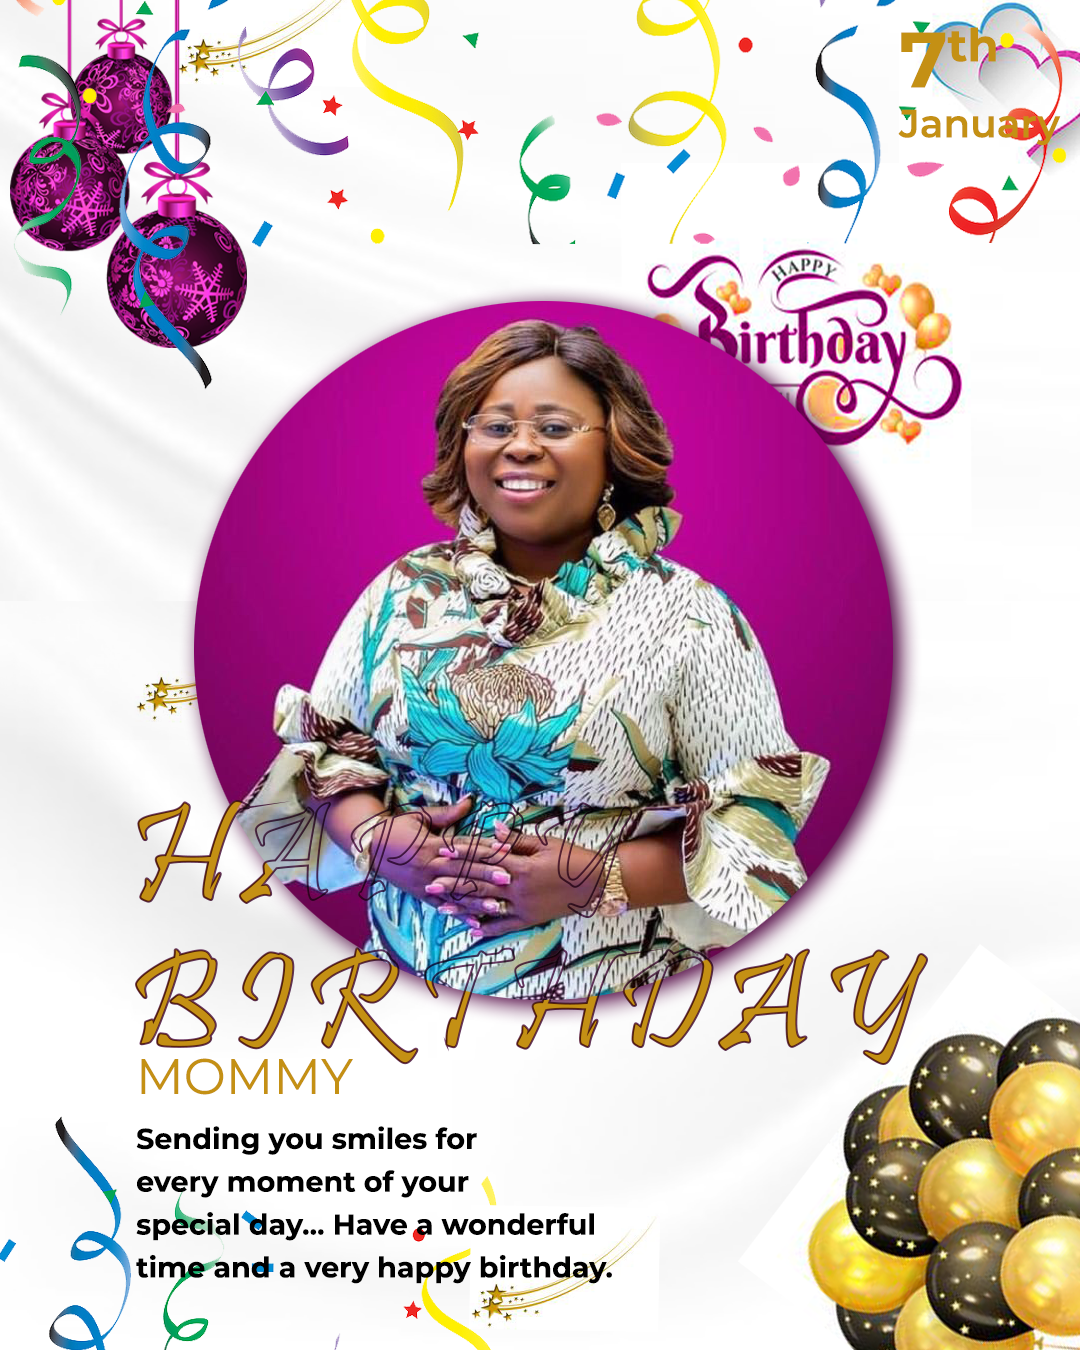 7th
January
HAPPY
Birthday
HAPPY
BIRTHDAY
MOMMY
Sending you smiles for
every moment of your
special day... Have a wonderful
time and a very happy birthday.